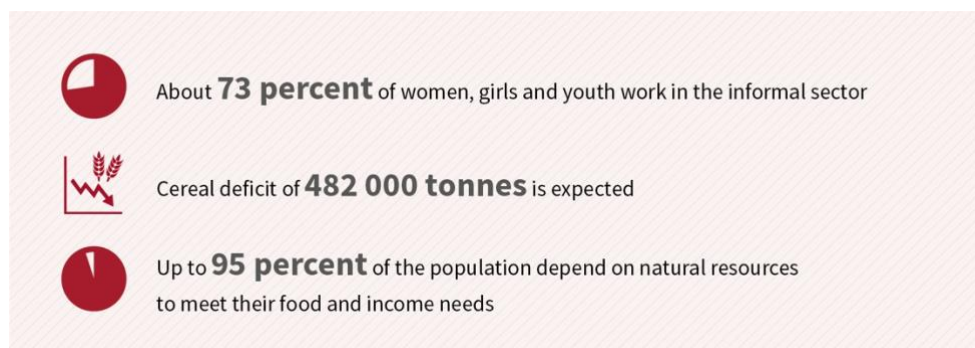 About 73 percent of women, girls and youth work in the informal sector
Cereal deficit of 482 000 tonnes is expected
Up to 95 percent of the population depend on natural resources
to meet their food and income needs